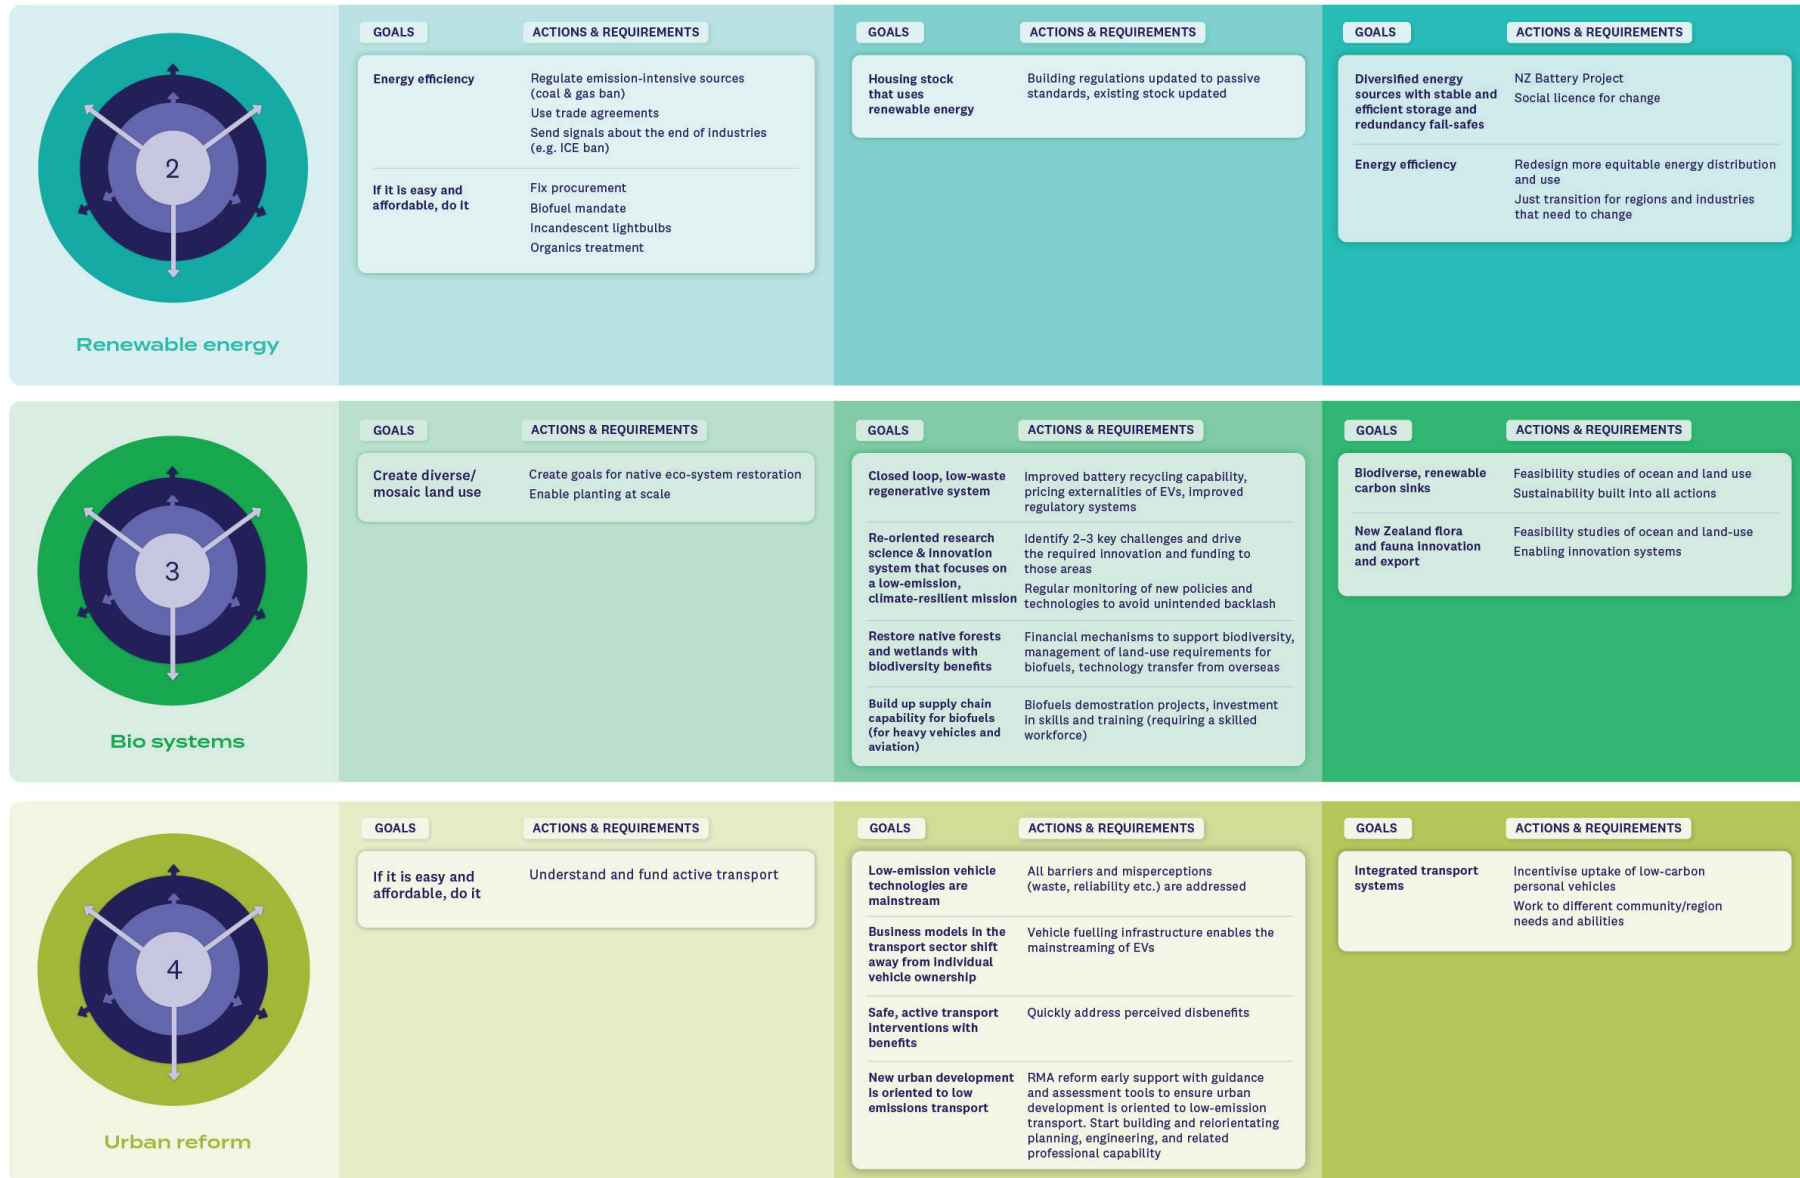 2
Renewable energy
GOALS
ACTIONS & REQUIREMENTS
Energy efficiency
Regulate emission-intensive sources
(coal & gas ban)
Use trade agreements
Send signals about the end of industries
(e.g. ICE ban)
If it is easy and
affordable, do it
Fix procurement
Biofuel mandate
Incandescent lightbulbs
Organics treatment
GOALS
ACTIONS & REQUIREMENTS
Housing stock
that uses
renewable energy
Building regulations updated to passive
standards, existing stock updated
GOALS
ACTIONS & REQUIREMENTS
Diversified energy
sources with stable and
efficient storage and
redundancy fail-safes
NZ Battery Project
Social licence for change
Energy efficiency
Redesign more equitable energy distribution
and use
Just transition for regions and industries
that need to change
3
Bio systems
GOALS
ACTIONS & REQUIREMENTS
Create diverse/
mosaic land use
Create goals for native eco-system restoration
Enable planting at scale
GOALS
ACTIONS & REQUIREMENTS
Closed loop, low-waste
regenerative system
Improved battery recycling capability,
pricing externalities of EVs, improved
regulatory systems
Re-oriented research
science & innovation
system that focuses on
a low-emission,
climate-resilient mission
Identify 2–3 key challenges and drive
the required innovation and funding to
those areas
Regular monitoring of new policies and
technologies to avoid unintended backlash
Restore native forests
and wetlands with
biodiversity benefits
Financial mechanisms to support biodiversity,
management of land-use requirements for
biofuels, technology transfer from overseas
Build up supply chain
capability for biofuels
(for heavy vehicles and
aviation)
Biofuels demostration projects, investment
in skills and training (requiring a skilled
workforce)
GOALS
ACTIONS & REQUIREMENTS
Biodiverse, renewable
carbon sinks
Feasibility studies of ocean and land use
Sustainability built into all actions
New Zealand flora
and fauna innovation
and export
Feasibility studies of ocean and land-use
Enabling innovation systems
4
Urban reform
GOALS
ACTIONS & REQUIREMENTS
If it is easy and
affordable, do it
Understand and fund active transport
GOALS
ACTIONS & REQUIREMENTS
Low-emission vehicle
technologies are
mainstream
All barriers and misperceptions
(waste, reliability etc.) are addressed
Business models in the
transport sector shift
away from individual
vehicle ownership
Vehicle fuelling infrastructure enables the
mainstreaming of EVs
Safe, active transport
interventions with
benefits
Quickly address perceived disbenefits
New urban development
is oriented to low
emissions transport
RMA reform early support with guidance
and assessment tools to ensure urban
development is oriented to low-emission
transport. Start building and reiorientating
planning, engineering, and related
professional capability
GOALS
ACTIONS & REQUIREMENTS
Integrated transport
systems
Incentivise uptake of low-carbon
personal vehicles
Work to different community/region
needs and abilities